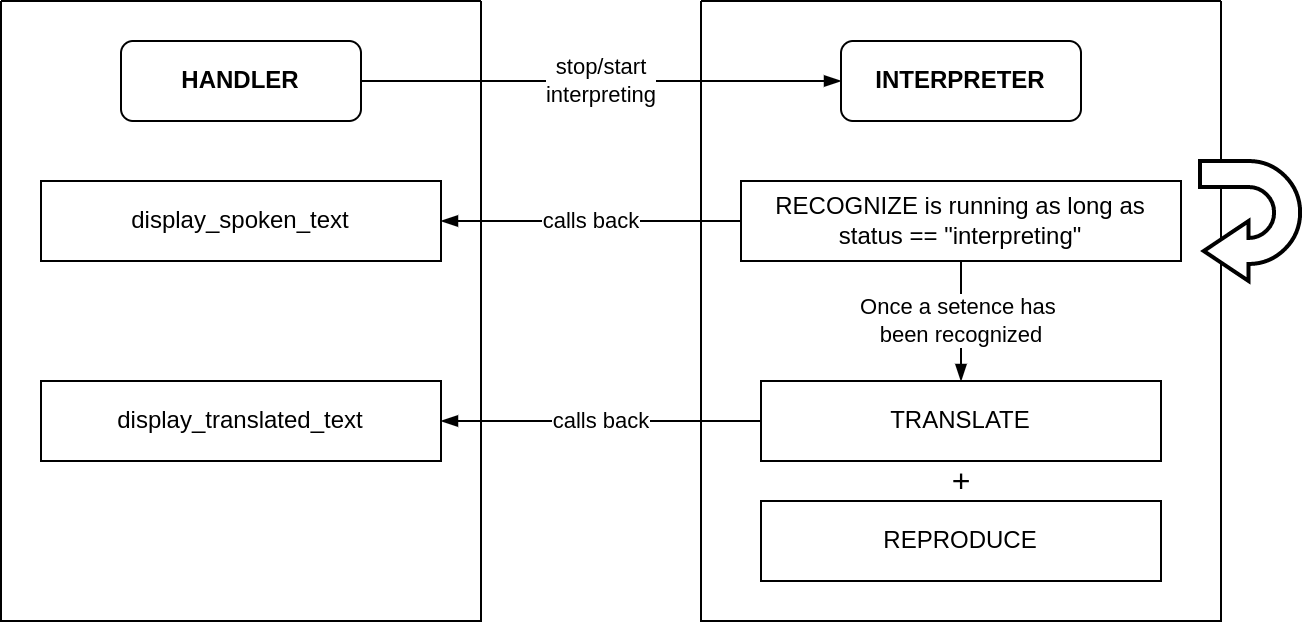 HANDLER
stop/start
interpreting
INTERPRETER
display_spoken_text
calls back
RECOGNIZE is running as long as
status == "interpreting"
Once a setence has
been recognized
display_translated_text
calls back
TRANSLATE
+
REPRODUCE